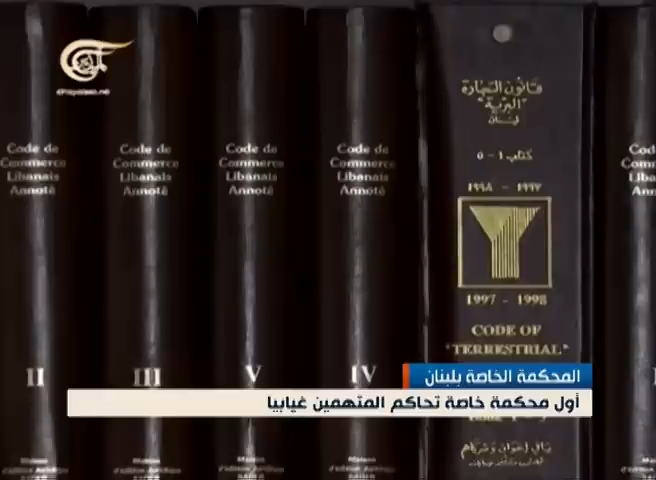 almayadeen.net
Code de
Commerce
Libanais
Annoté
II
Code de
Commerce
Libanais
Annoté
III
Code de
Commerce
Libanais
Annoté
V
Code de
Commerce
Libanais
Annoté
IV
قانون التجارة
"البرية"
لبنان
كتاب ١ - ٥
١٩٩٧ - ١٩٩٨
1997 - 1998
CODE OF
"TERRESTRIAL"
المحكمة الخاصة بلبنان
أول محكمة خاصة تحاكم المتهمين غيابيا